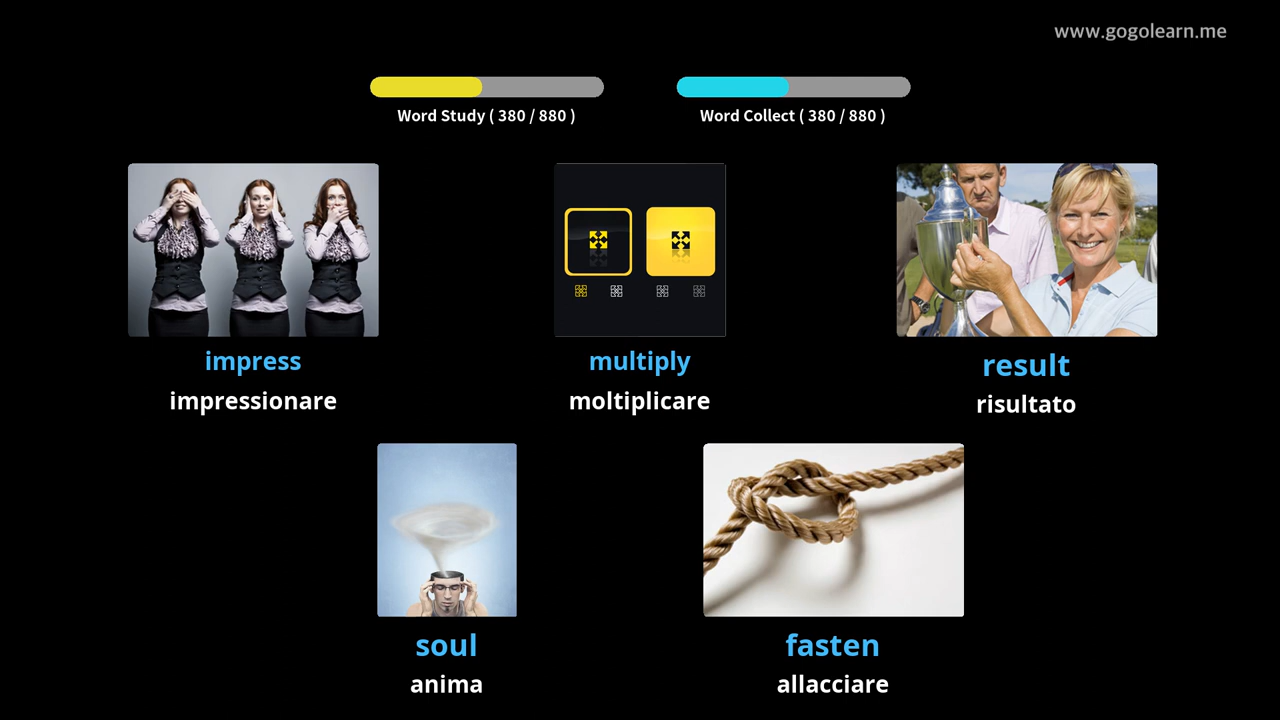 www.gogolearn.me
Word Study ( 380 / 880 )
Word Collect ( 380 / 880 )
impress
impressionare
multiply
moltiplicare
result
risultato
soul
anima
fasten
allacciare